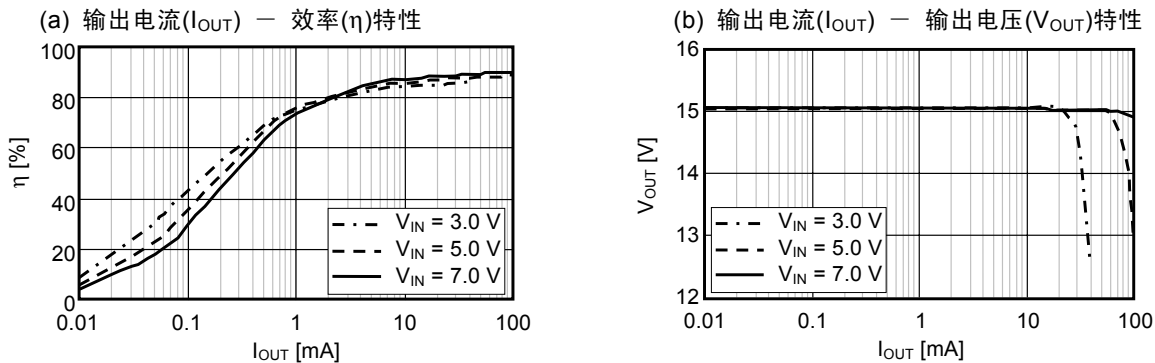 (a) 输出电流(IOUT) － 效率(η)特性
100
80
60
40
20
0
η [%]
VIN = 3.0 V
VIN = 5.0 V
VIN = 7.0 V
0.01 0.1 1 10 100
IOUT [mA]
(b) 输出电流(IOUT) － 输出电压(VOUT)特性
16
15
14
13
12
VOUT [V]
VIN = 3.0 V
VIN = 5.0 V
VIN = 7.0 V
0.01 0.1 1 10 100
IOUT [mA]